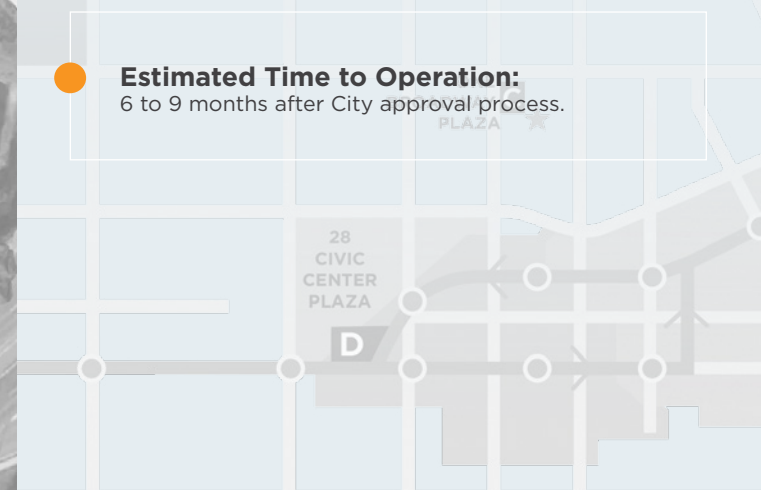 Estimated Time to Operation:
6 to 9 months after City approval process.
C
PLAZA
28
CIVIC
CENTER
PLAZA
D